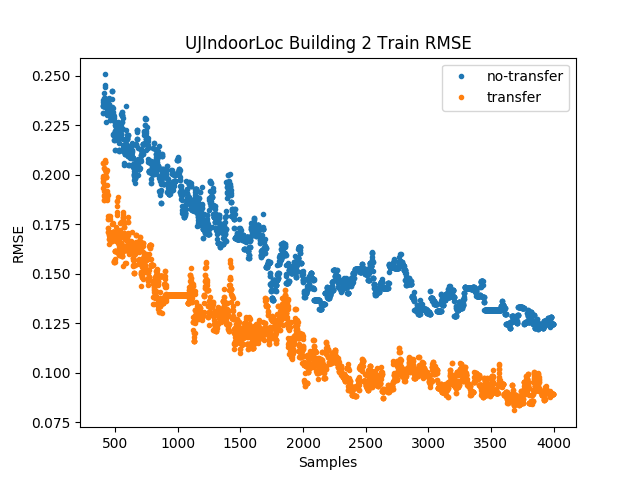 UJIndoorLoc Building 2 Train RMSE
no-transfer
transfer
RMSE
0.250
0.225
0.200
0.175
0.150
0.125
0.100
0.075
500 1000 1500 2000 2500 3000 3500 4000
Samples